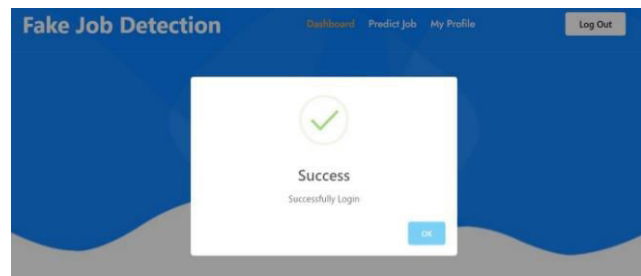 Fake Job Detection Dashboard Predict Job My Profile Log Out
Success
Successfully Login
OK